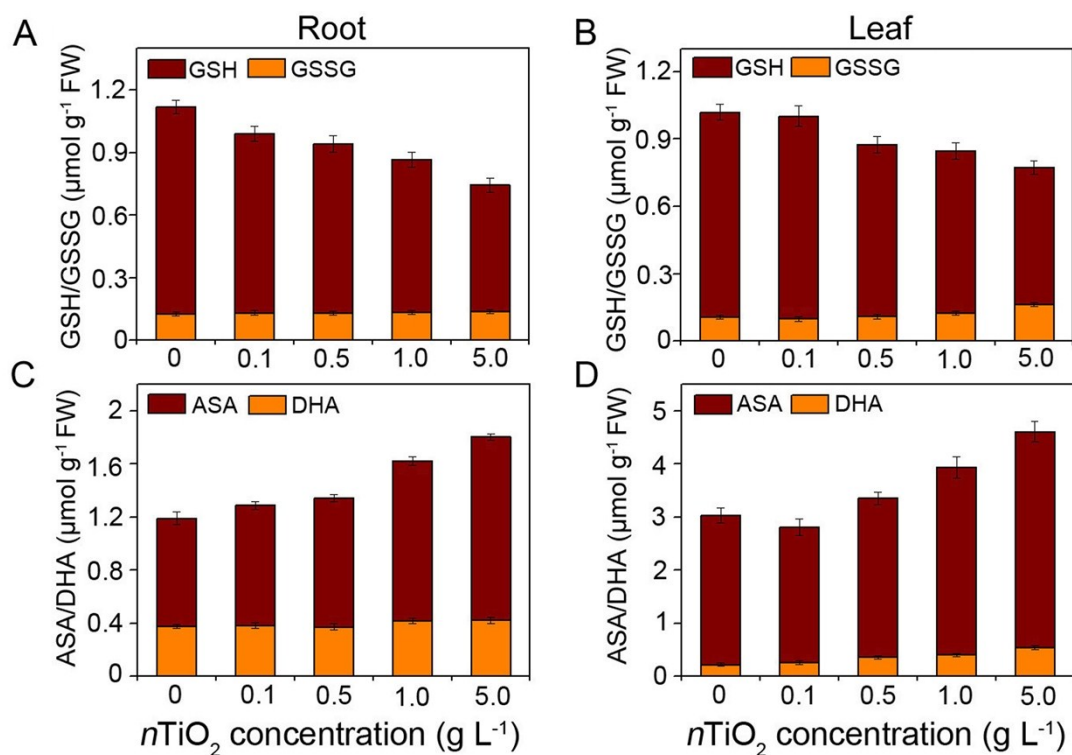 A
Root
GSH GSSG
GSH/GSSG (µmol g⁻¹ FW)
1.2
0.9
0.6
0.3
0
0 0.1 0.5 1.0 5.0
B
Leaf
GSH GSSG
GSH/GSSG (µmol g⁻¹ FW)
1.2
0.9
0.6
0.3
0
0 0.1 0.5 1.0 5.0
C
ASA DHA
ASA/DHA (µmol g⁻¹ FW)
2
1.6
1.2
0.8
0.4
0
0 0.1 0.5 1.0 5.0
nTiO₂ concentration (g L⁻¹)
D
ASA DHA
ASA/DHA (µmol g⁻¹ FW)
5
4
3
2
1
0
0 0.1 0.5 1.0 5.0
nTiO₂ concentration (g L⁻¹)